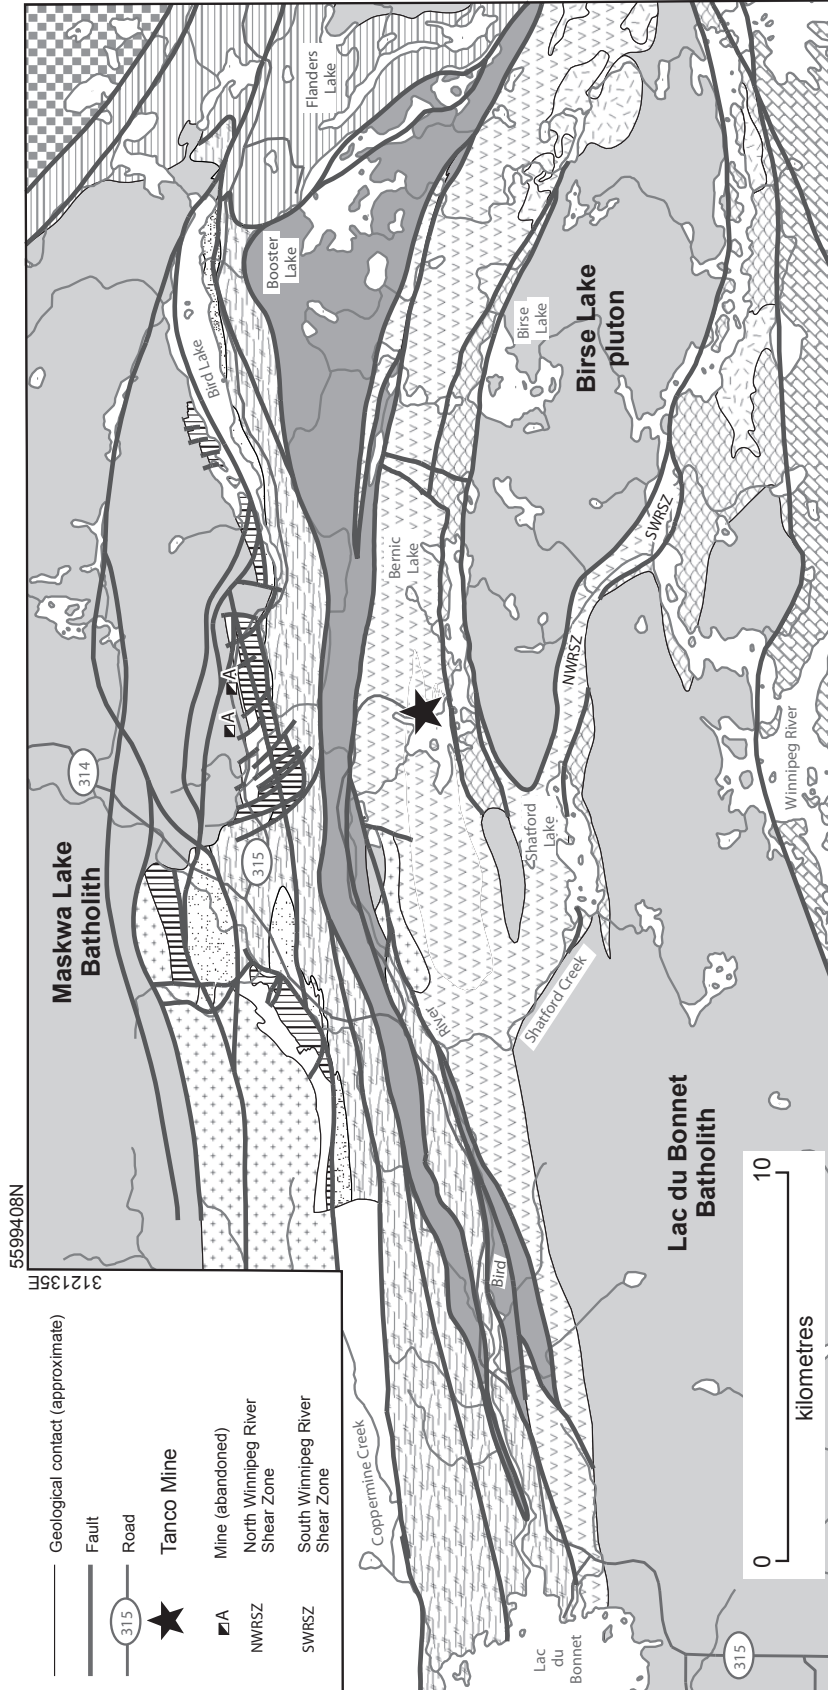 5599408N
312135E
Geological contact (approximate)
Fault
315
Road
Tanco Mine
A
Mine (abandoned)
NWRSZ
North Winnipeg River
Shear Zone
SWRSZ
South Winnipeg River
Shear Zone
Maskwa Lake
Batholith
314
315
A
A
Bird Lake
Booster
Lake
Flanders
Lake
Coppermine Creek
Bird
River
Bernic
Lake
Birse
Lake
Birse Lake
pluton
Shatford
Lake
Shatford Creek
NWRSZ
SWRSZ
Lac
du
Bonnet
Lac du Bonnet
Batholith
Winnipeg River
315
0
10
kilometres